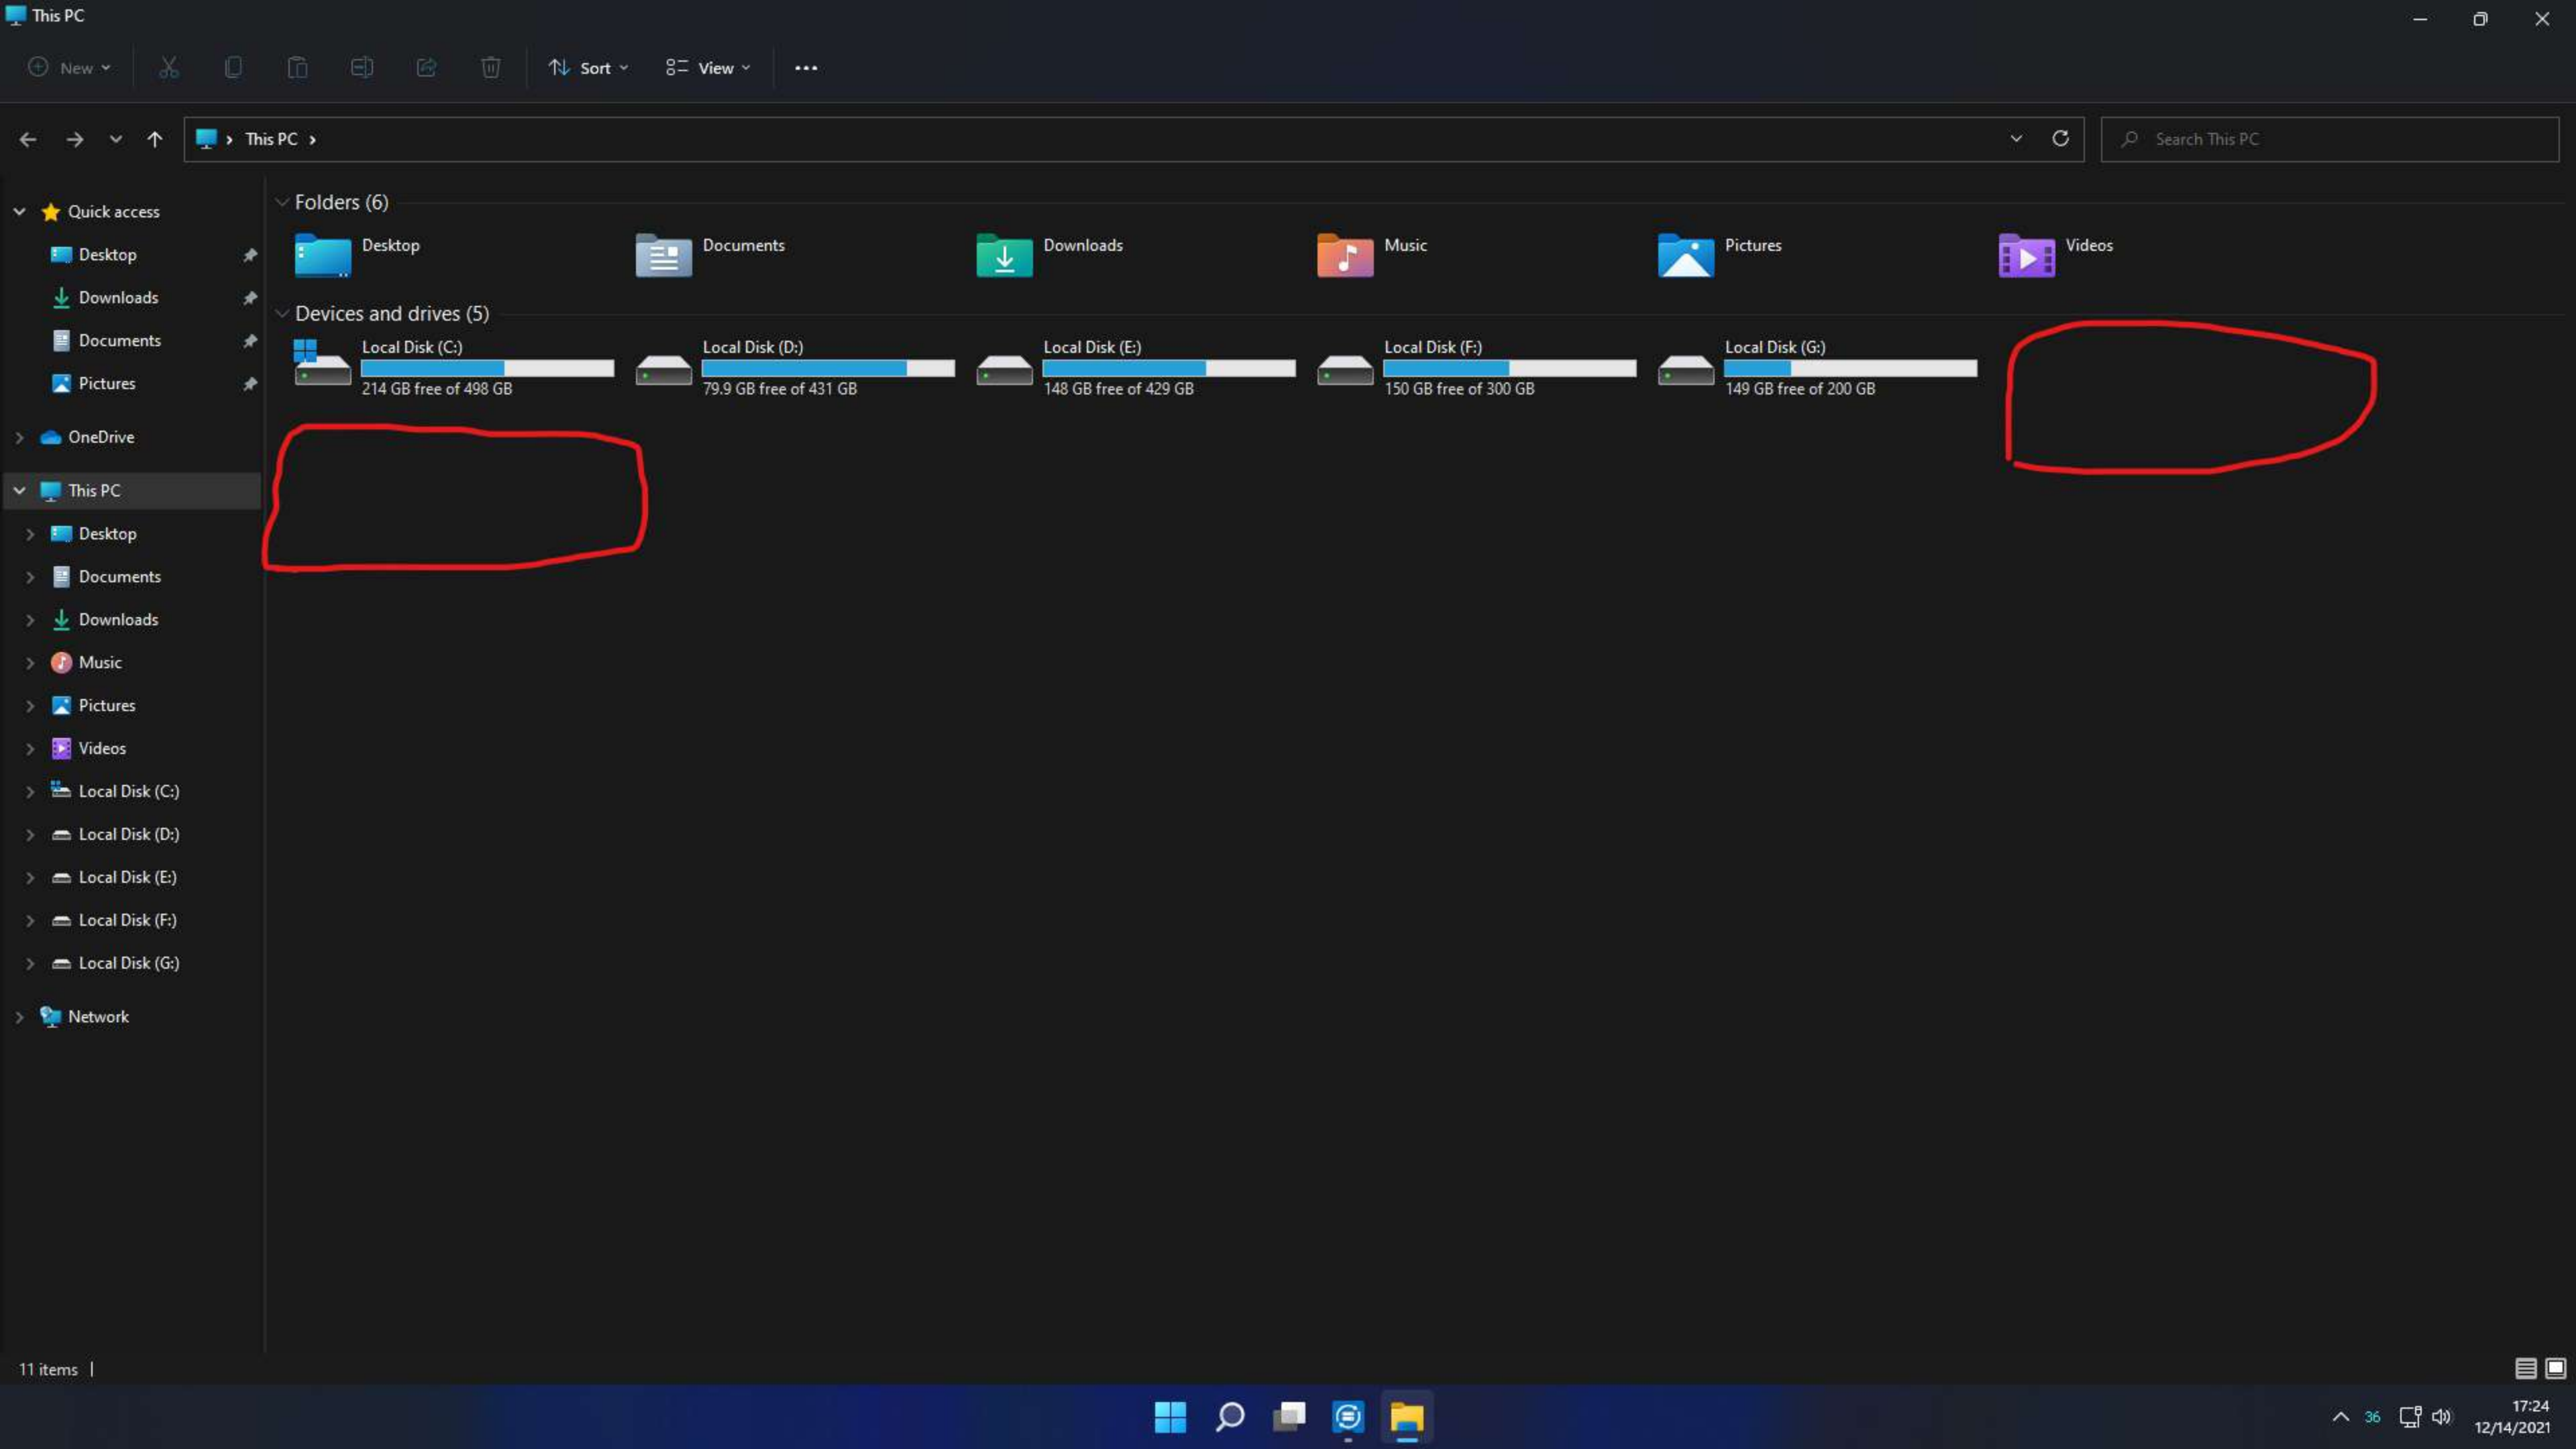 This PC
New
Sort
View
This PC
Search This PC
Quick access
Desktop
Downloads
Documents
Pictures
OneDrive
This PC
Desktop
Documents
Downloads
Music
Pictures
Videos
Local Disk (C:)
Local Disk (D:)
Local Disk (E:)
Local Disk (F:)
Local Disk (G:)
Network
Folders (6)
Desktop Documents Downloads Music Pictures Videos
Devices and drives (5)
Local Disk (C:) Local Disk (D:) Local Disk (E:) Local Disk (F:) Local Disk (G:)
214 GB free of 498 GB 79.9 GB free of 431 GB 148 GB free of 429 GB 150 GB free of 300 GB 149 GB free of 200 GB
11 items
36
17:24
12/14/2021